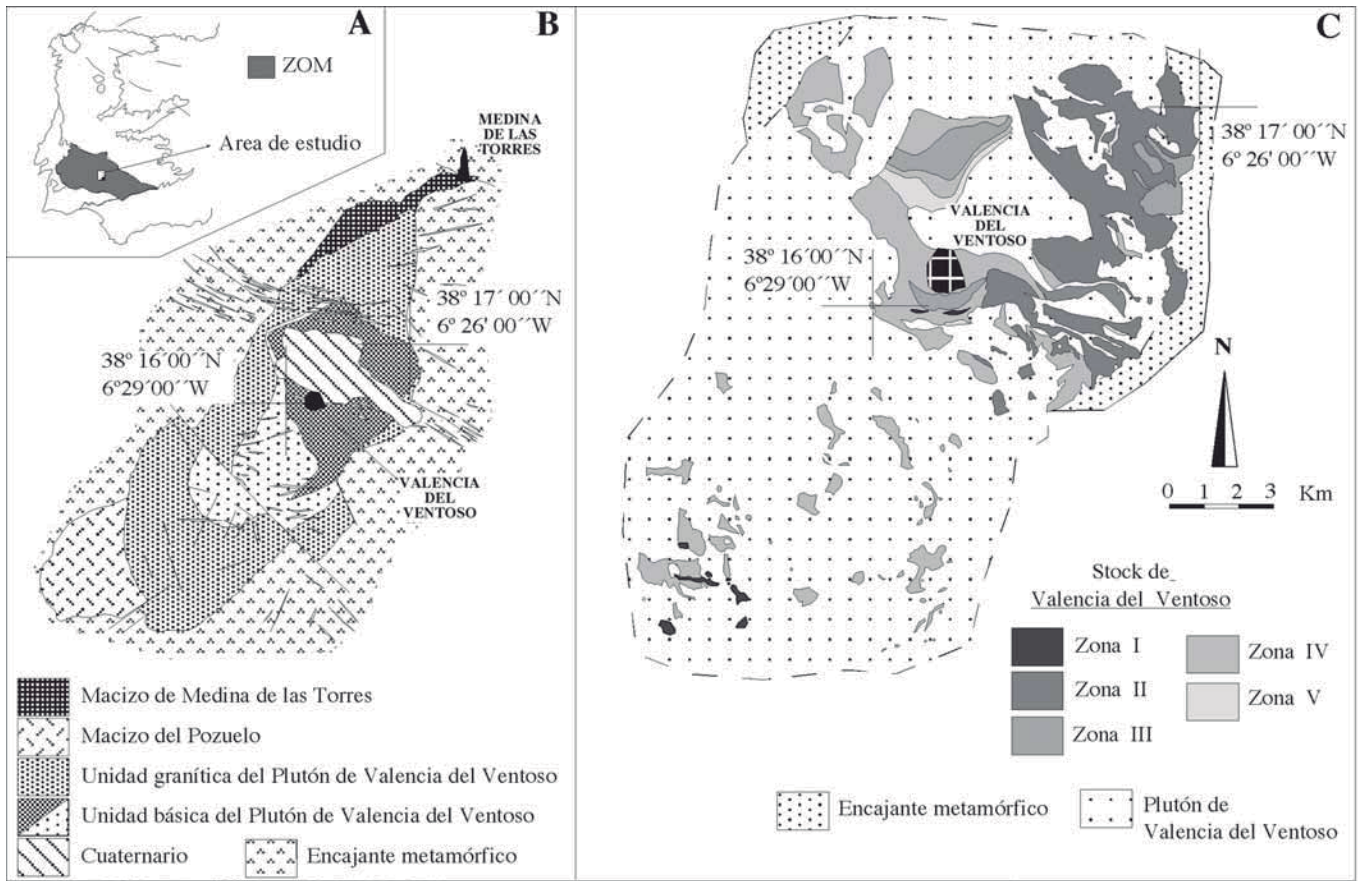 A
ZOM
Area de estudio
B
MEDINA
DE LAS
TORRES
38º 17´ 00´´N
6º 26´ 00´´W
38º 16´00´´N
6º29´00´´W
VALENCIA
DEL
VENTOSO
Macizo de Medina de las Torres
Macizo del Pozuelo
Unidad granítica del Plutón de Valencia del Ventoso
Unidad básica del Plutón de Valencia del Ventoso
Cuaternario
Encajante metamórfico
C
38º 17´ 00´´N
6º 26´ 00´´W
VALENCIA
DEL
VENTOSO
38º 16´00´´N
6º29´00´´W
N
0 1 2 3 Km
Stock de
Valencia del Ventoso
Zona I
Zona II
Zona III
Zona IV
Zona V
Encajante metamórfico
Plutón de
Valencia del Ventoso